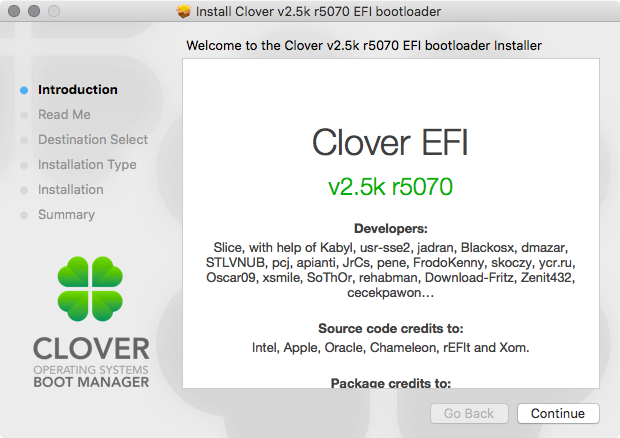 Install Clover v2.5k r5070 EFI bootloader
Welcome to the Clover v2.5k r5070 EFI bootloader Installer
Introduction
Read Me
Destination Select
Installation Type
Installation
Summary
CLOVER
OPERATING SYSTEMS
BOOT MANAGER
Clover EFI
v2.5k r5070
Developers:
Slice, with help of Kabyl, usr-sse2, jadran, Blackosx, dmazar,
STLVNUB, pcj, apianti, JrCs, pene, FrodoKenny, skoczy, ycr.ru,
Oscar09, xsmile, SoThOr, rehabman, Download-Fritz, Zenit432,
cecekpawon...
Source code credits to:
Intel, Apple, Oracle, Chameleon, rEFIt and Xom.
Package credits to:
Go Back
Continue